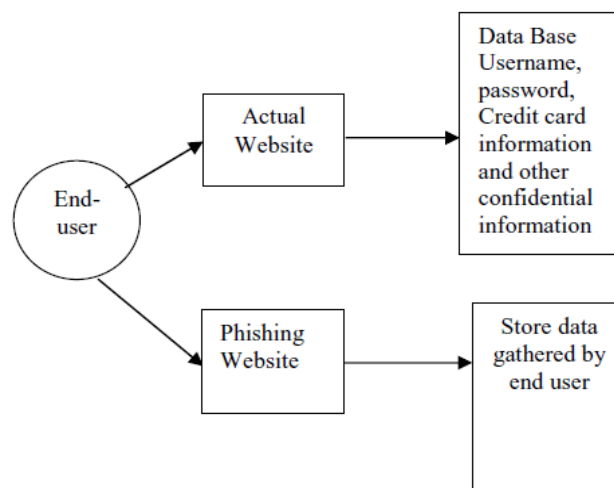 End-
user
Actual
Website
Data Base
Username,
password,
Credit card
information
and other
confidential
information
Phishing
Website
Store data
gathered by
end user